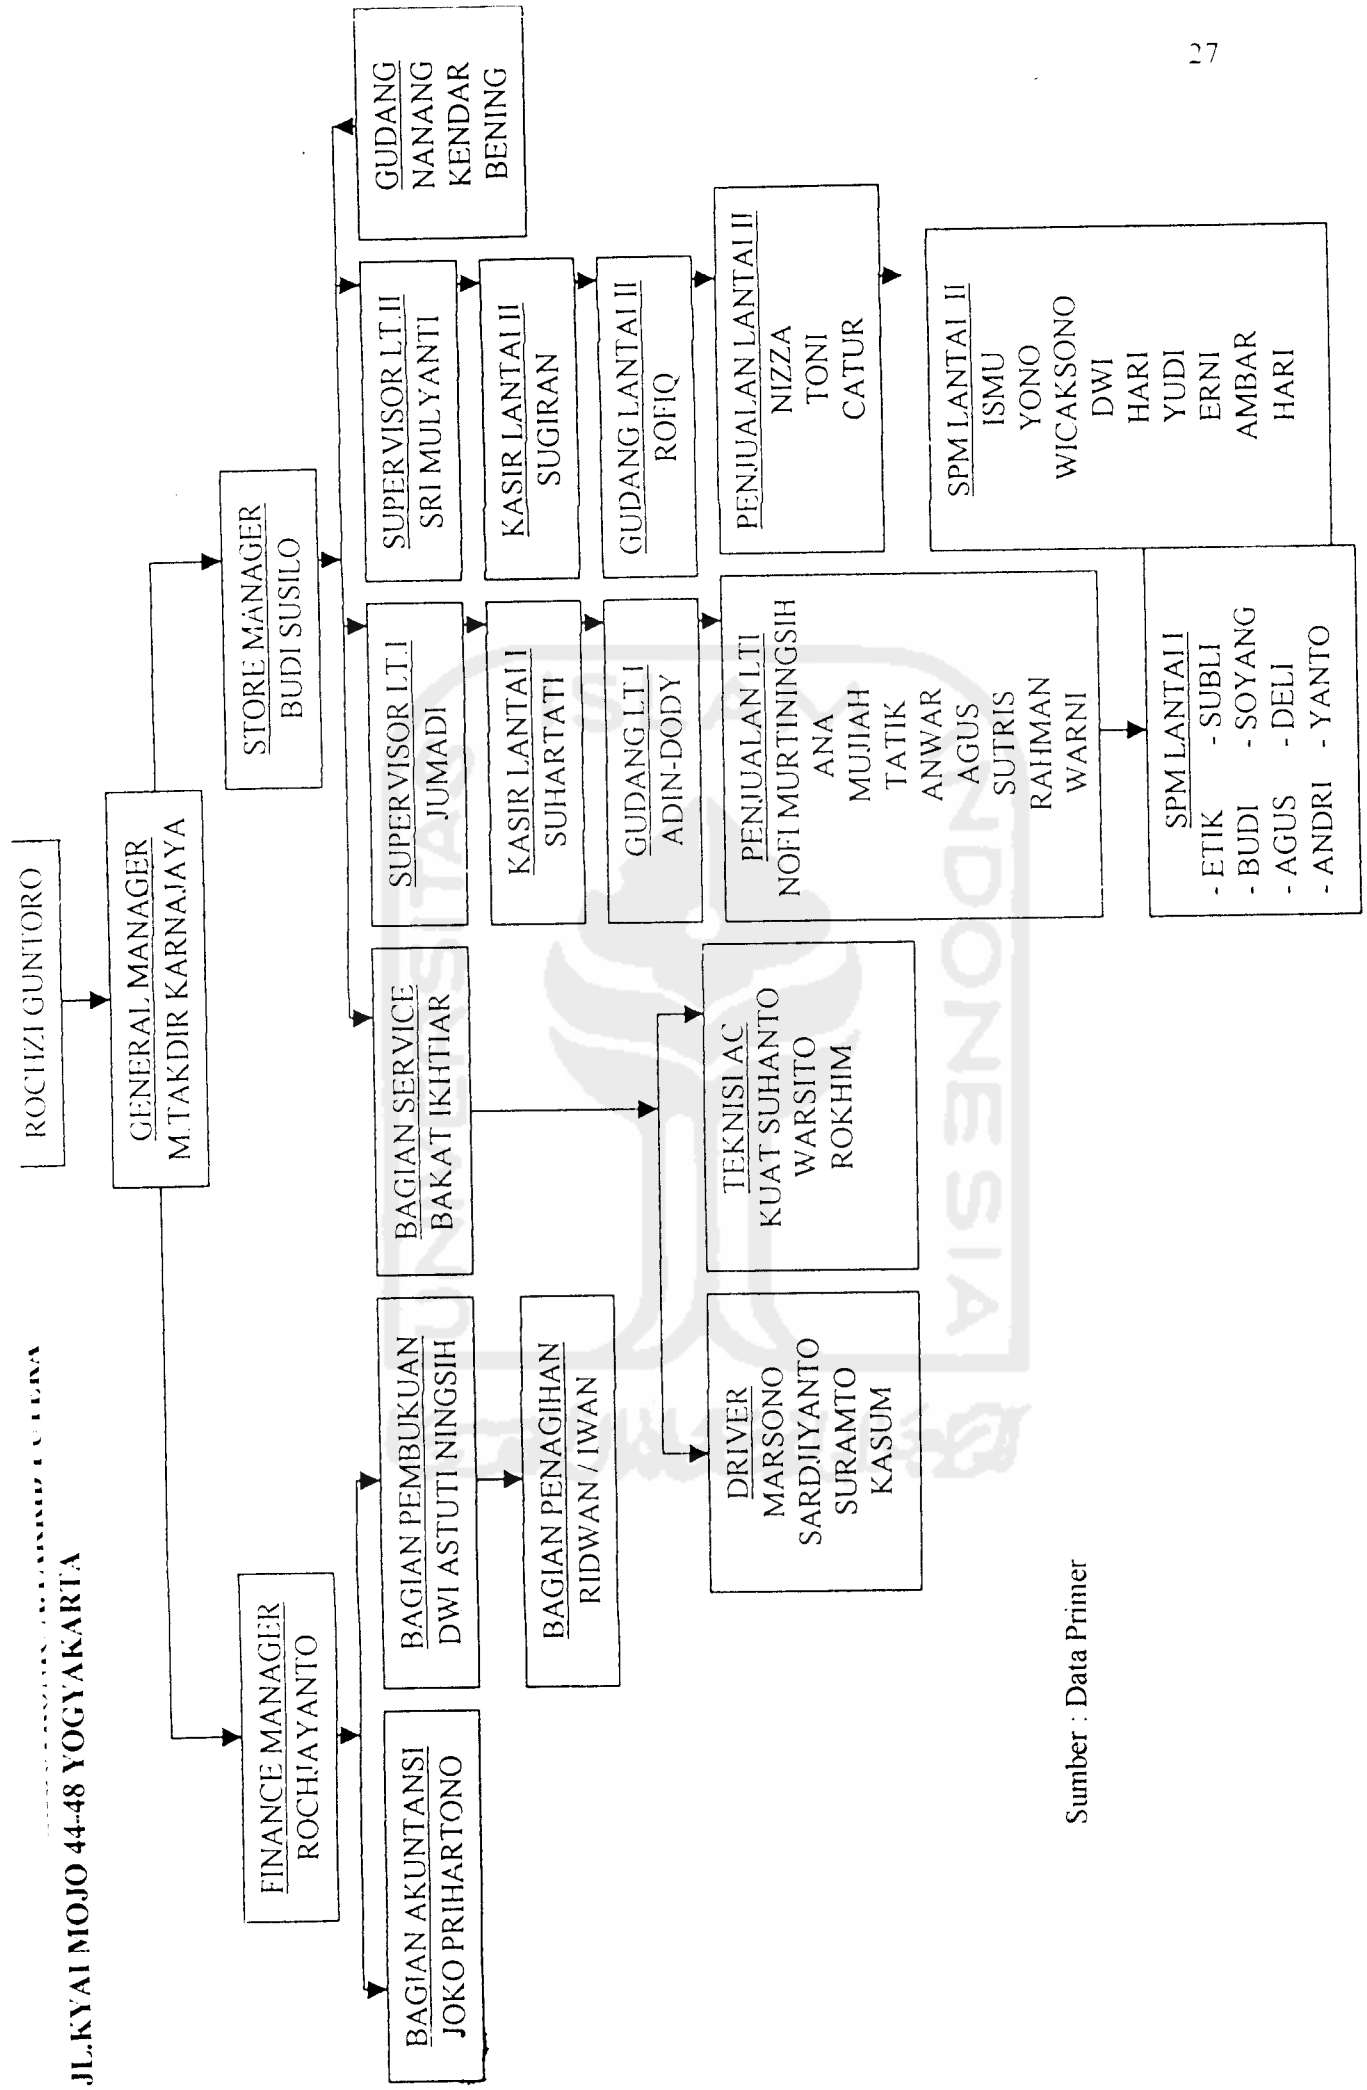 JL.KYAI MOJO 44-48 YOGYAKARTA
ROCHZI GUNTORO
GENERAL MANAGER
M.TAKDIR KARNAJAYA
FINANCE MANAGER
ROCHJAYANTO
STORE MANAGER
BUDI SUSILO
BAGIAN AKUNTANSI
JOKO PRIHARTONO
BAGIAN PEMBUKUAN
DWI ASTUTI NINGSIH
BAGIAN SERVICE
BAKAT IKHTIAR
SUPERVISOR LT.I
JUMADI
SUPERVISOR LT.II
SRI MULYANTI
GUDANG
NANANG
KENDAR
BENING
BAGIAN PENAGIHAN
RIDWAN / IWAN
KASIR LANTAI I
SUHARTATI
KASIR LANTAI II
SUGIRAN
GUDANG LT I
ADIN-DODY
GUDANG LANTAI II
ROFIQ
DRIVER
MARSONO
SARDJIYANTO
SURAMTO
KASUM
TEKNISI AC
KUAT SUHANTO
WARSITO
ROKHIM
PENJUALAN LTI
NOFI MURTININGSIH
ANA
MUJIAH
TATIK
ANWAR
AGUS
SUTRIS
RAHMAN
WARNI
PENJUALAN LANTAI II
NIZZA
TONI
CATUR
SPM LANTAI I
- ETIK - SUBLI
- BUDI - SOYANG
- AGUS - DELI
- ANDRI - YANTO
SPM LANTAI II
ISMU
YONO
WICAKSONO
DWI
HARI
YUDI
ERNI
AMBAR
HARI
Sumber : Data Primer
27
UNIVERSITAS
ISLAM
INDONESIA